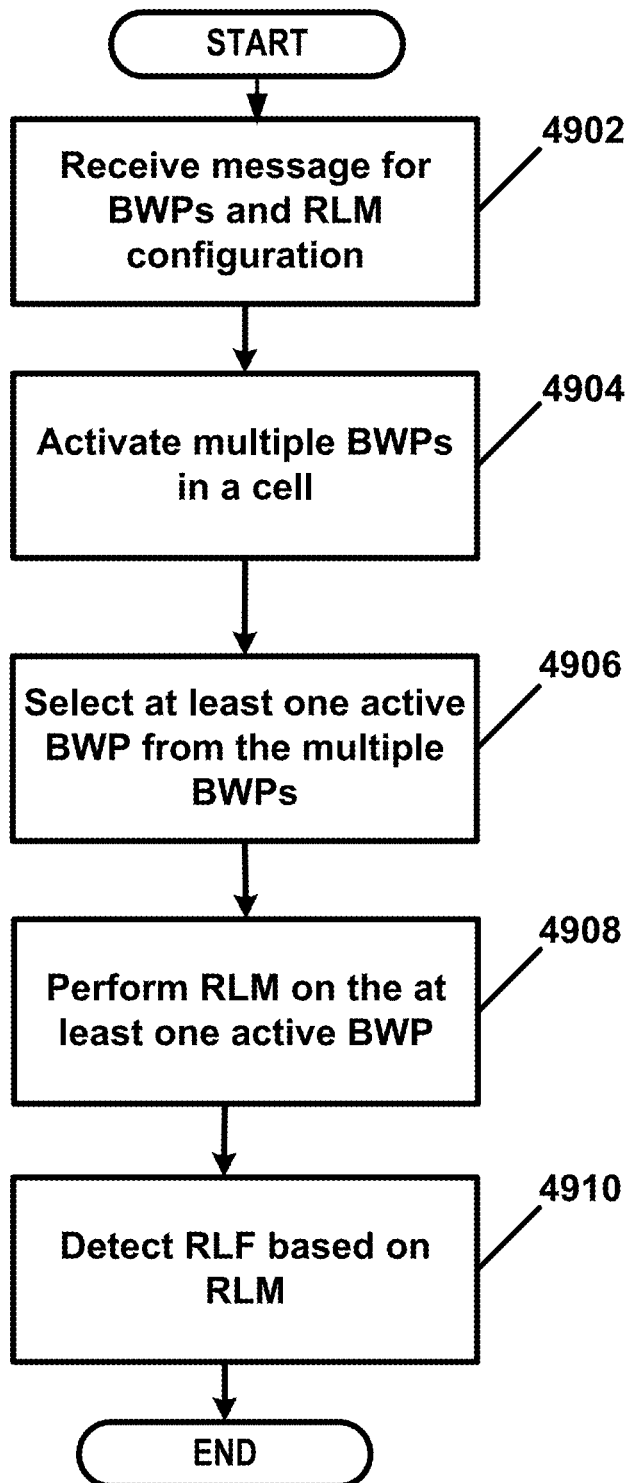 START
4902
Receive message for
BWPs and RLM
configuration
4904
Activate multiple BWPs
in a cell
4906
Select at least one active
BWP from the multiple
BWPs
4908
Perform RLM on the at
least one active BWP
4910
Detect RLF based on
RLM
END